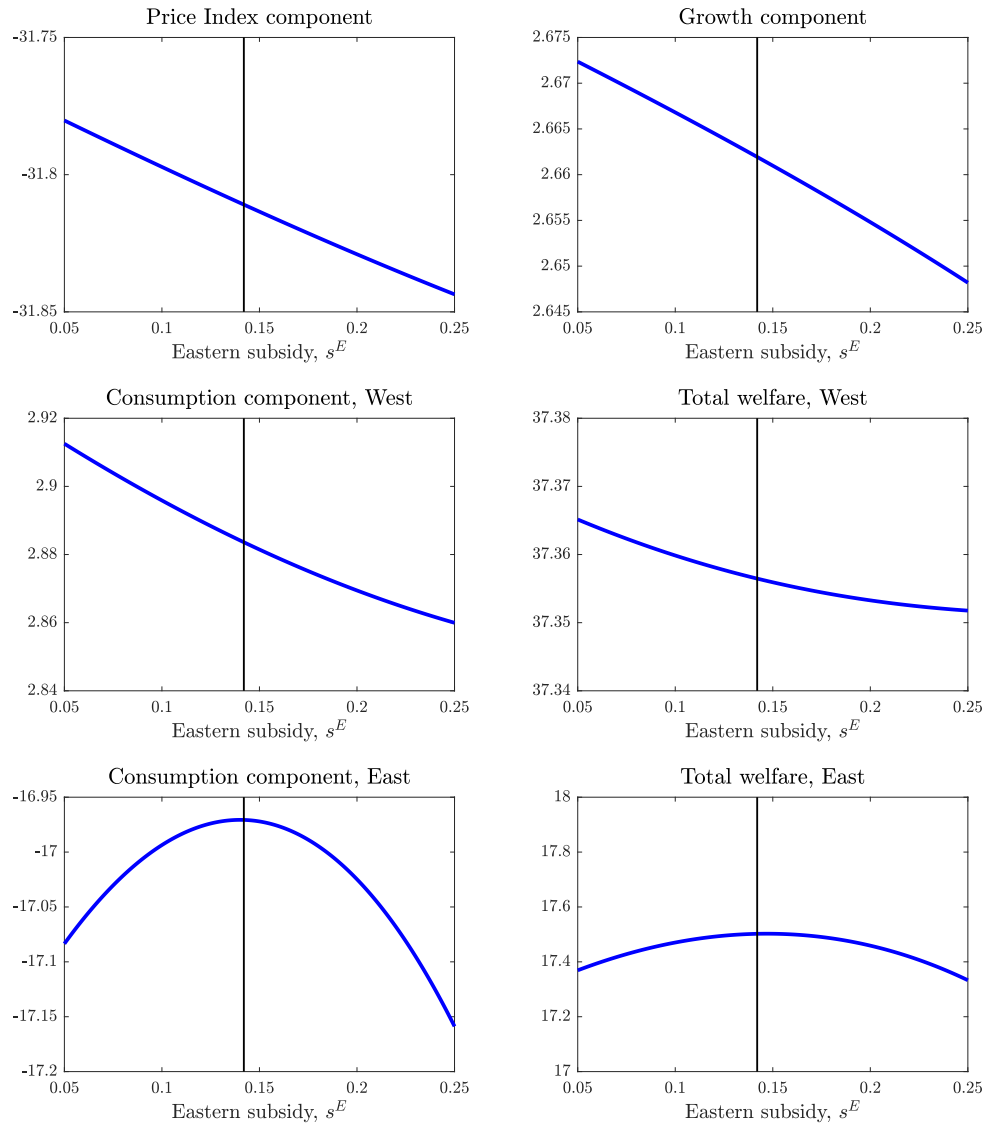 Price Index component
-31.75
-31.8
-31.85
0.05 0.1 0.15 0.2 0.25
Eastern subsidy, s^E
Growth component
2.675
2.67
2.665
2.66
2.655
2.65
2.645
0.05 0.1 0.15 0.2 0.25
Eastern subsidy, s^E
Consumption component, West
2.92
2.9
2.88
2.86
2.84
0.05 0.1 0.15 0.2 0.25
Eastern subsidy, s^E
Total welfare, West
37.38
37.37
37.36
37.35
37.34
0.05 0.1 0.15 0.2 0.25
Eastern subsidy, s^E
Consumption component, East
-16.95
-17
-17.05
-17.1
-17.15
-17.2
0.05 0.1 0.15 0.2 0.25
Eastern subsidy, s^E
Total welfare, East
18
17.8
17.6
17.4
17.2
17
0.05 0.1 0.15 0.2 0.25
Eastern subsidy, s^E